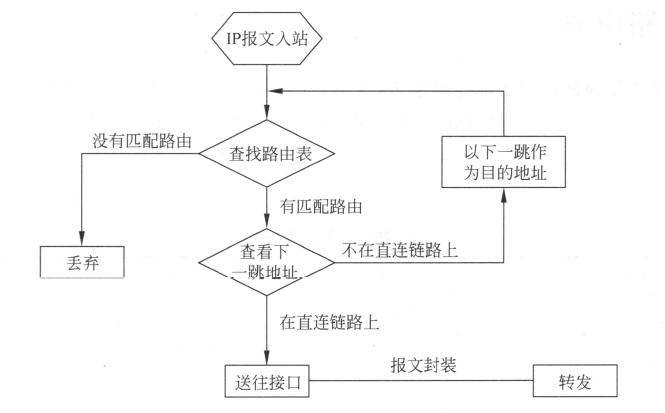 IP报文入站
没有匹配路由
查找路由表
以下一跳作
为目的地址
有匹配路由
丢弃
查看下
一跳地址
不在直连链路上
在直连链路上
送往接口
报文封装
转发